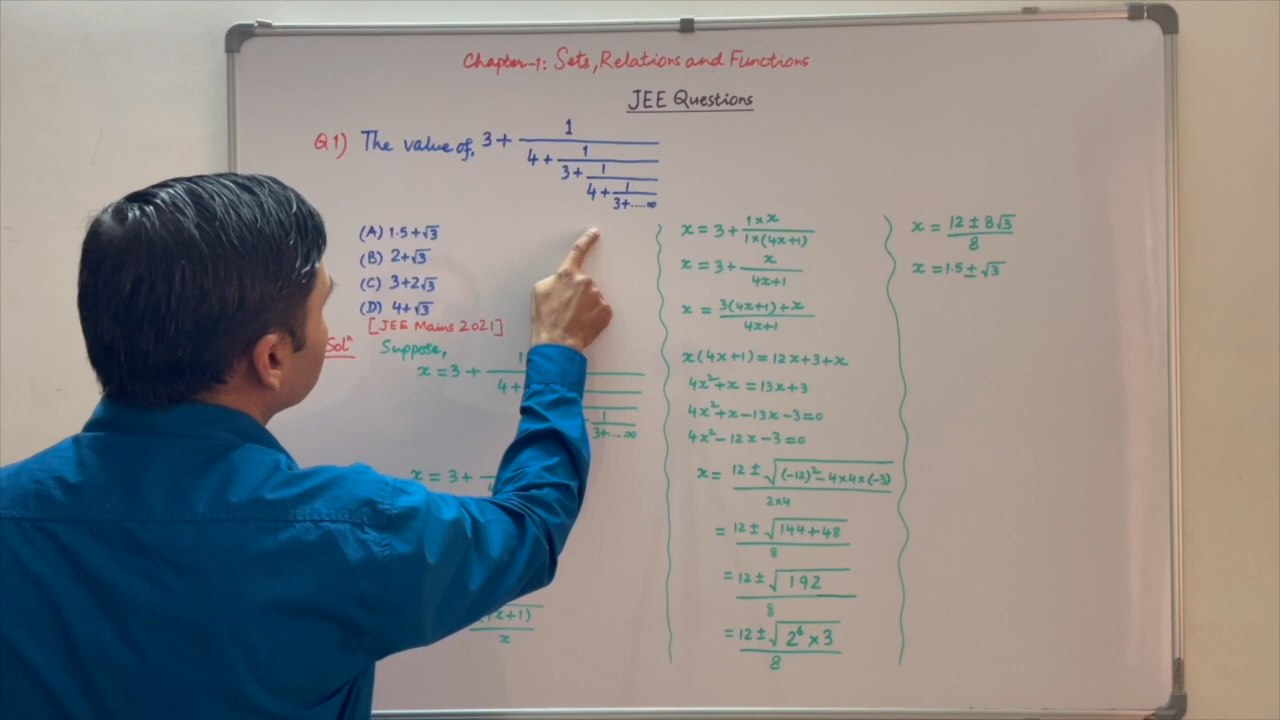 Chapter-1: Sets, Relations and Functions
JEE Questions
Q1) The value of, 3 + 1
4 + 1
3 + 1
4 + 1
3 + ..... ∞
(A) 1.5 + √3
(B) 2 + √3
(C) 3 + 2√3
(D) 4 + √3
[JEE Mains 2021]
Solⁿ Suppose,
x = 3 + 1
4 +
1
3 + .... ∞
x = 3 +
x
x = 3 + 1 × x
1 × (4x+1)
x = 3 + x
4x+1
x = 3(4x+1) + x
4x+1
x(4x+1) = 12x + 3 + x
4x² + x = 13x + 3
4x² + x – 13x – 3 = 0
4x² – 12x – 3 = 0
x = 12 ± √(-12)² – 4×4×(-3)
2×4
= 12 ± √144 + 48
8
= 12 ± √192
8
= 12 ± √2⁶ × 3
8
x = 12 ± 8√3
8
x = 1.5 ± √3